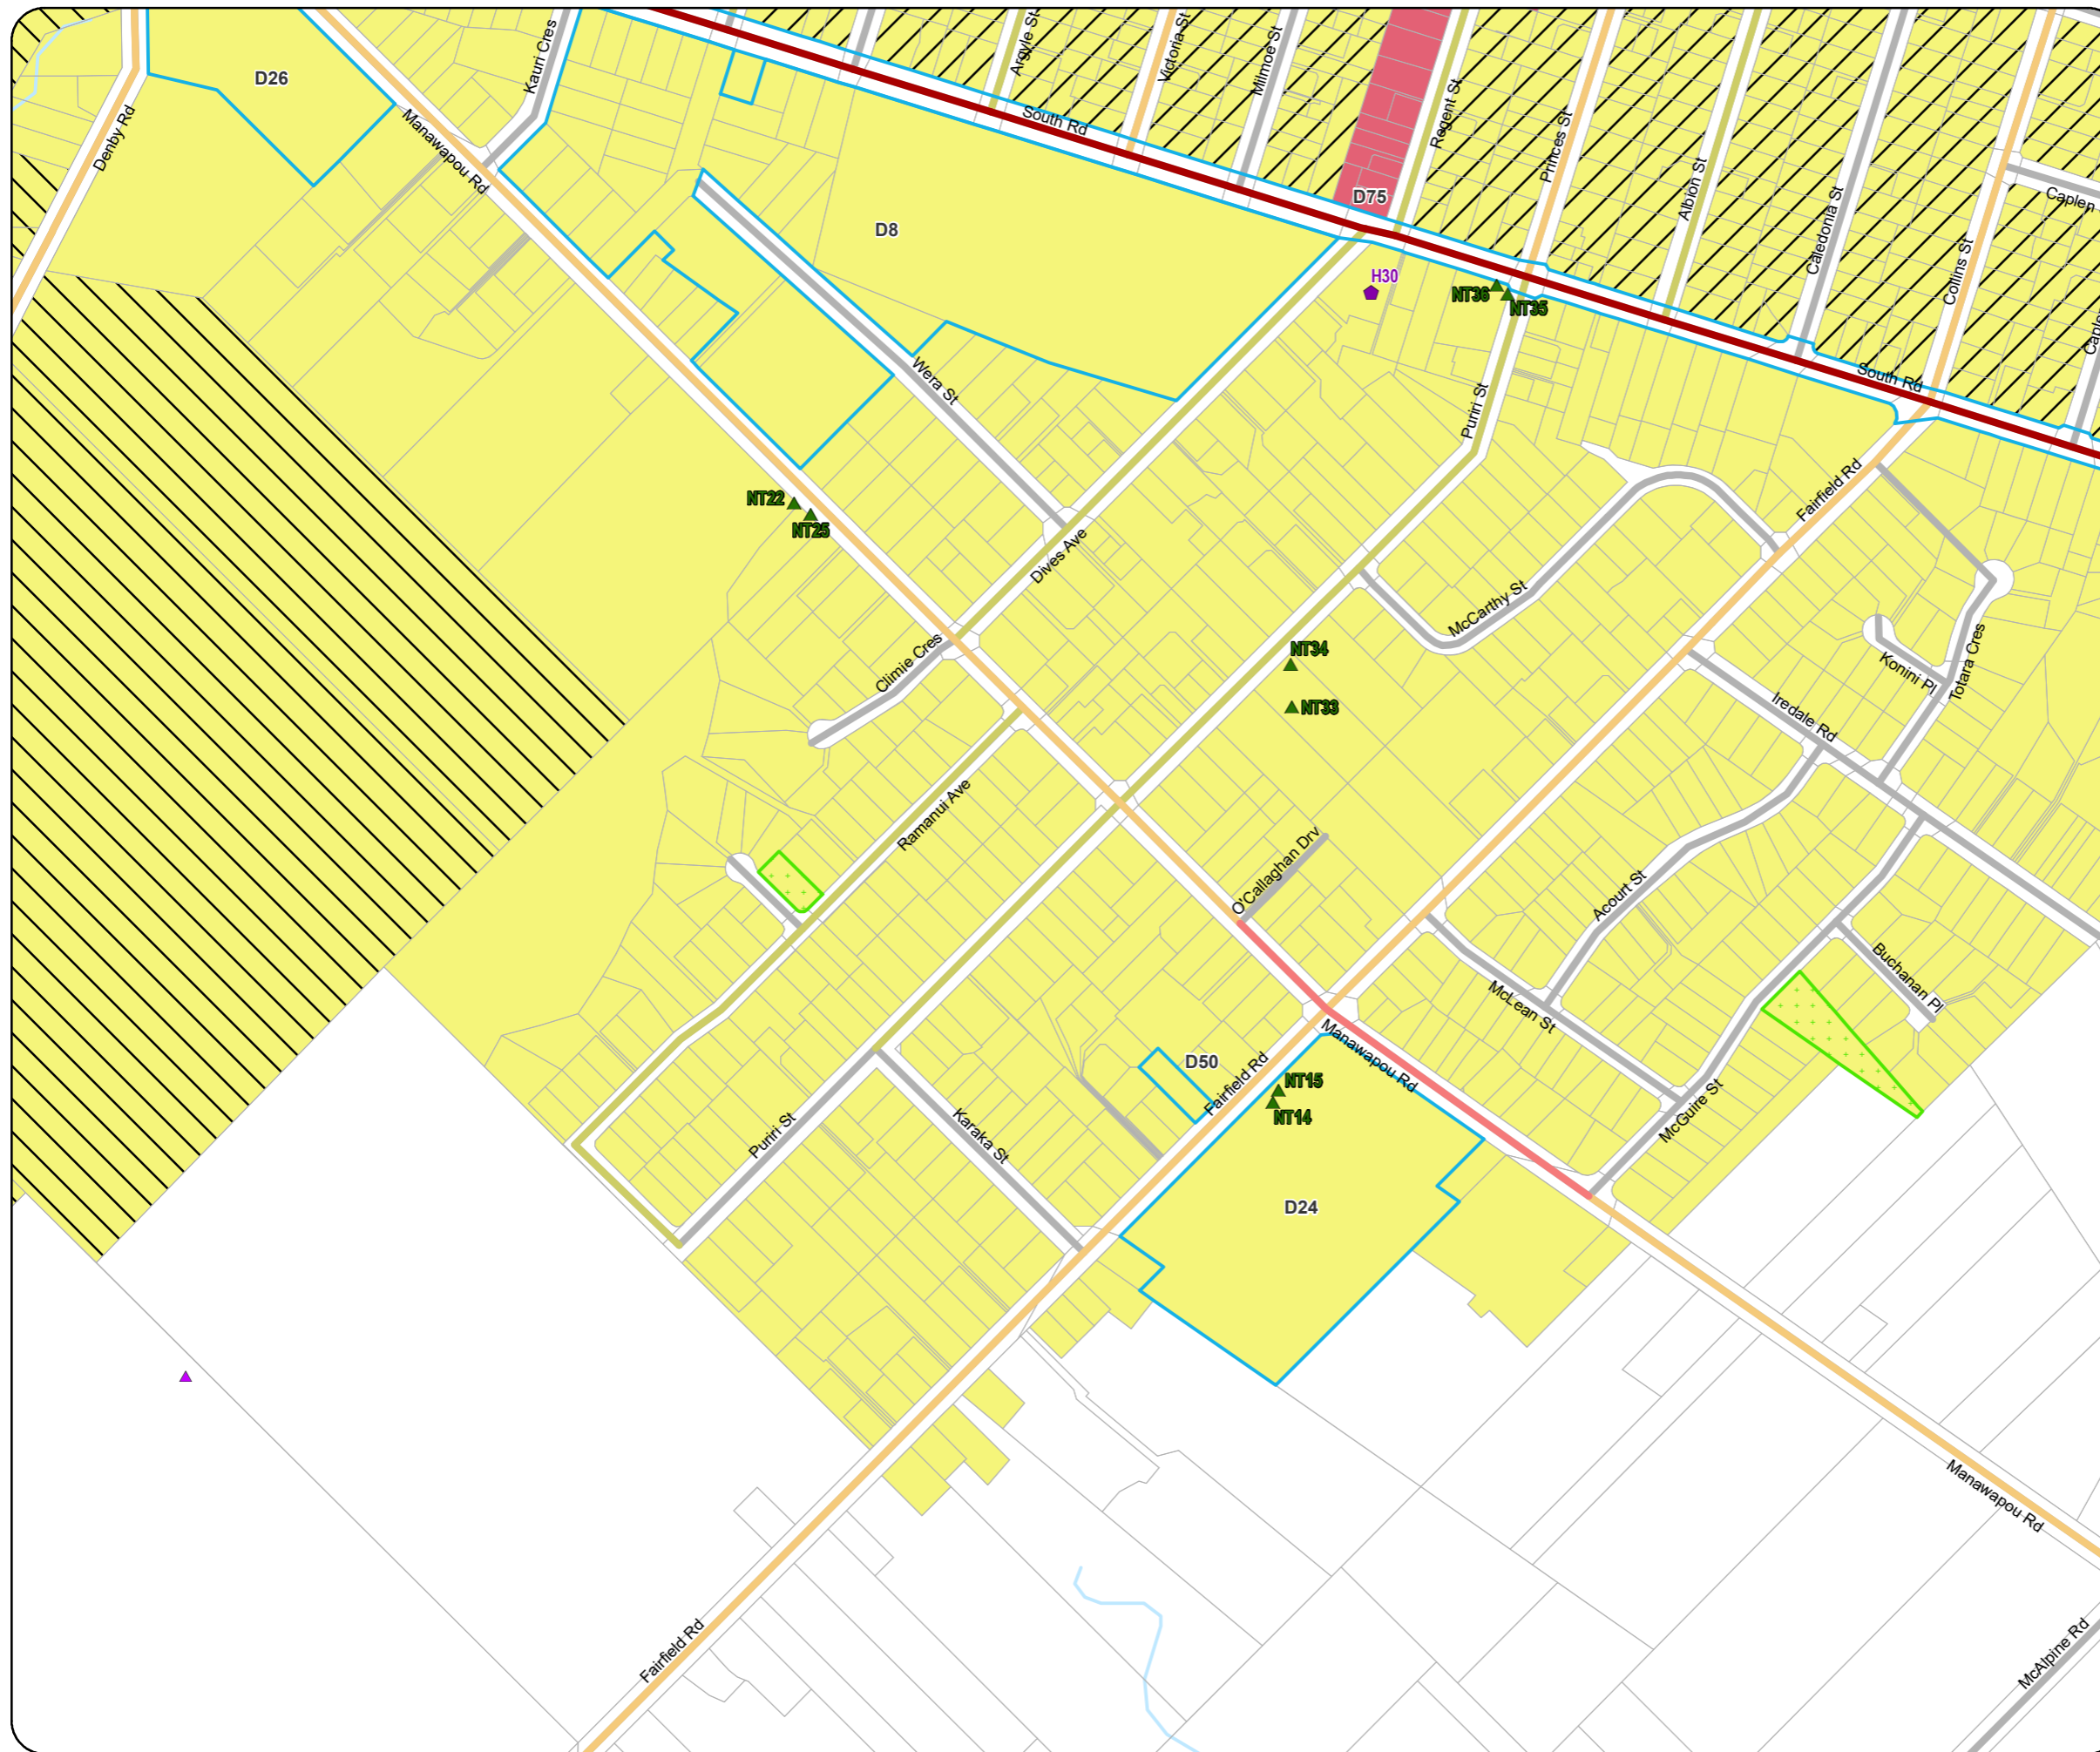 Kauri Cres
Argyle St
Victoria St
Milmoe St
D26
Manawapou Rd
Denby Rd
South Rd
Regent St
Princes St
Albion St
Caledonia St
Collins St
Caplen
D75
D8
H30
NT36
NT35
South Rd
Wera St
Puriri St
Fairfield Rd
NT22
NT25
Dives Ave
McCarthy St
Climie Cres
NT34
NT33
Konini Pl
Totara Cres
Iredale Rd
Ramanui Ave
O'Callaghan Drv
Acourt St
Buchanan Pl
McLean St
Manawapou Rd
D50
Fairfield Rd
NT15
NT14
McGuire St
Puriri St
Karaka St
D24
Manawapou Rd
Fairfield Rd
McAlpine Rd